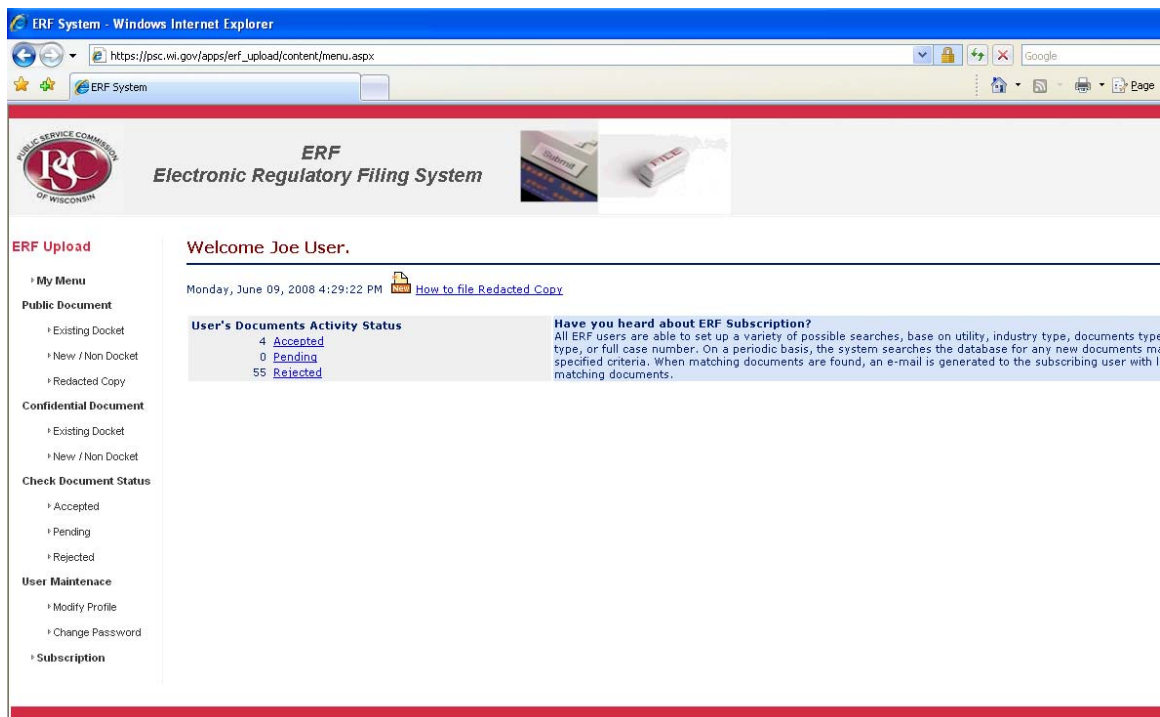 ERF System - Windows Internet Explorer
https://psc.wi.gov/apps/erf_upload/content/menu.aspx
Google
ERF System
Page
PUBLIC SERVICE COMMISSION
PSC
OF WISCONSIN
ERF
Electronic Regulatory Filing System
Submit
FILE
ERF Upload
My Menu
Public Document
Existing Docket
New / Non Docket
Redacted Copy
Confidential Document
Existing Docket
New / Non Docket
Check Document Status
Accepted
Pending
Rejected
User Maintenace
Modify Profile
Change Password
Subscription
Welcome Joe User.
Monday, June 09, 2008 4:29:22 PM New How to file Redacted Copy
User's Documents Activity Status
4 Accepted
0 Pending
55 Rejected
Have you heard about ERF Subscription?
All ERF users are able to set up a variety of possible searches, base on utility, industry type, documents type
type, or full case number. On a periodic basis, the system searches the database for any new documents ma
specified criteria. When matching documents are found, an e-mail is generated to the subscribing user with l
matching documents.